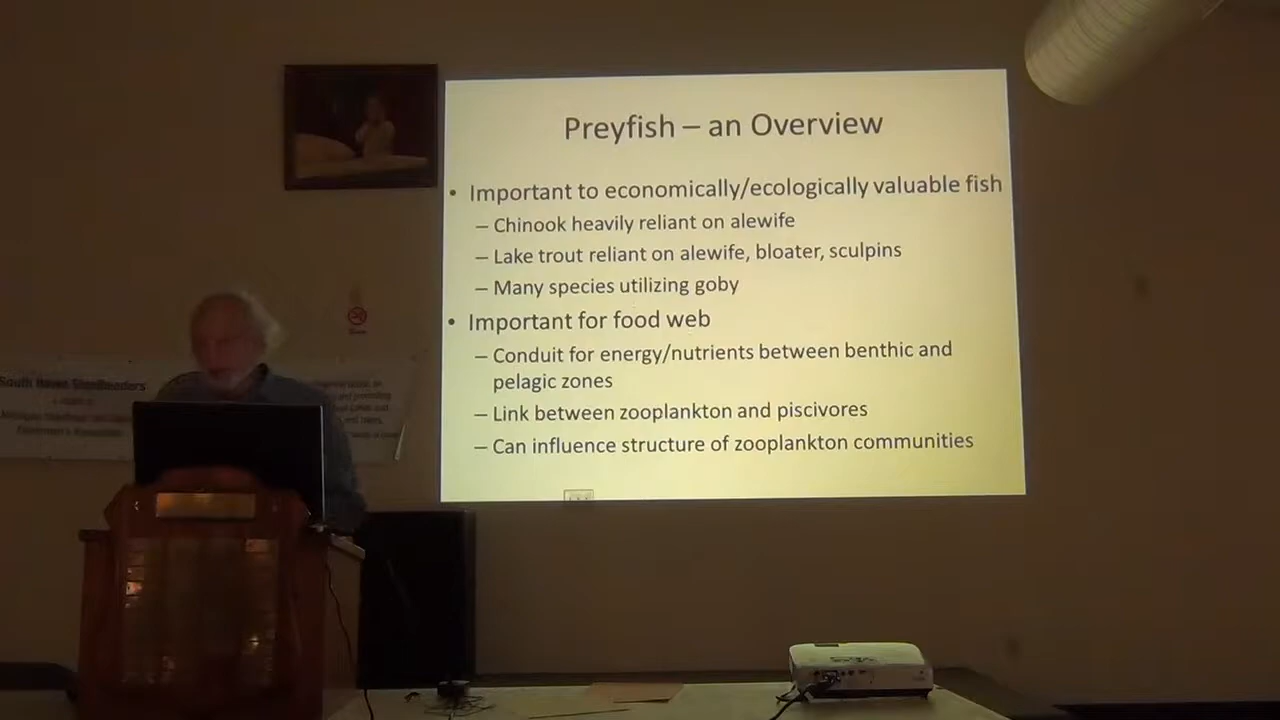 Preyfish – an Overview
• Important to economically/ecologically valuable fish
– Chinook heavily reliant on alewife
– Lake trout reliant on alewife, bloater, sculpins
– Many species utilizing goby
• Important for food web
– Conduit for energy/nutrients between benthic and
pelagic zones
– Link between zooplankton and piscivores
– Can influence structure of zooplankton communities
South Haven Steelheaders